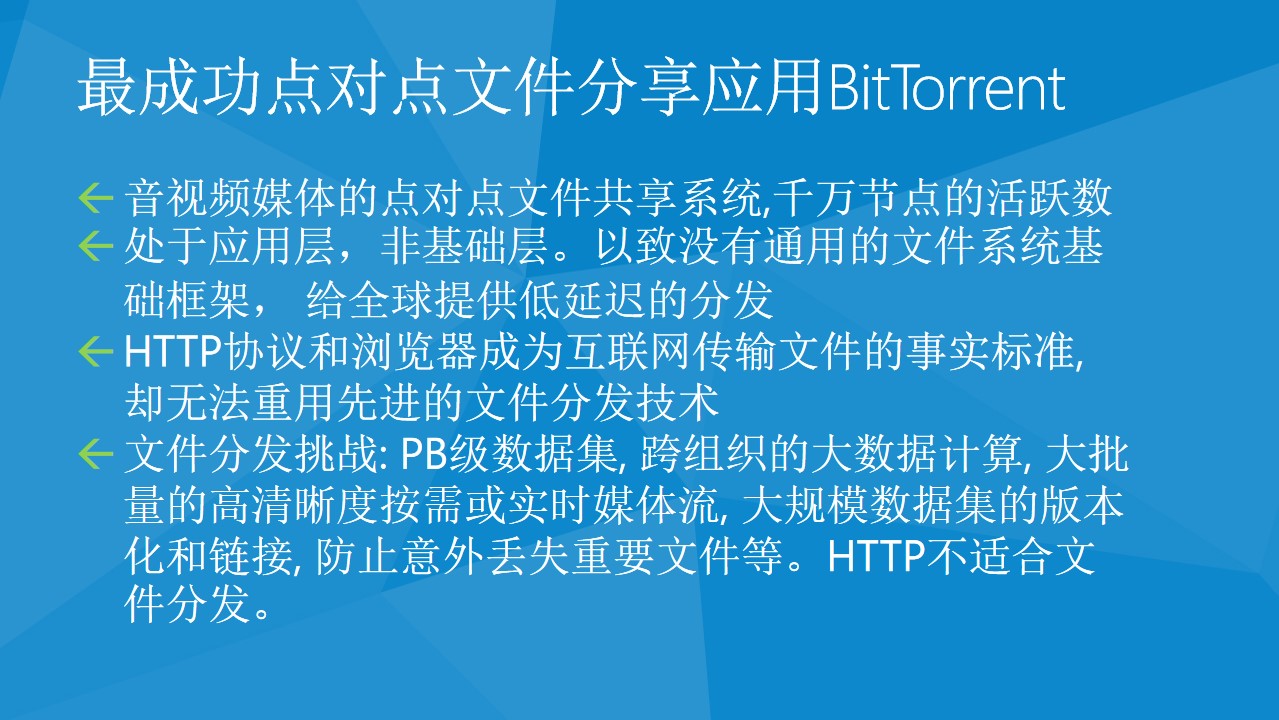 最成功点对点文件分享应用BitTorrent
音视频媒体的点对点文件共享系统,千万节点的活跃数
处于应用层，非基础层。以致没有通用的文件系统基
础框架， 给全球提供低延迟的分发
HTTP协议和浏览器成为互联网传输文件的事实标准,
却无法重用先进的文件分发技术
文件分发挑战: PB级数据集, 跨组织的大数据计算, 大批
量的高清晰度按需或实时媒体流, 大规模数据集的版本
化和链接, 防止意外丢失重要文件等。HTTP不适合文
件分发。